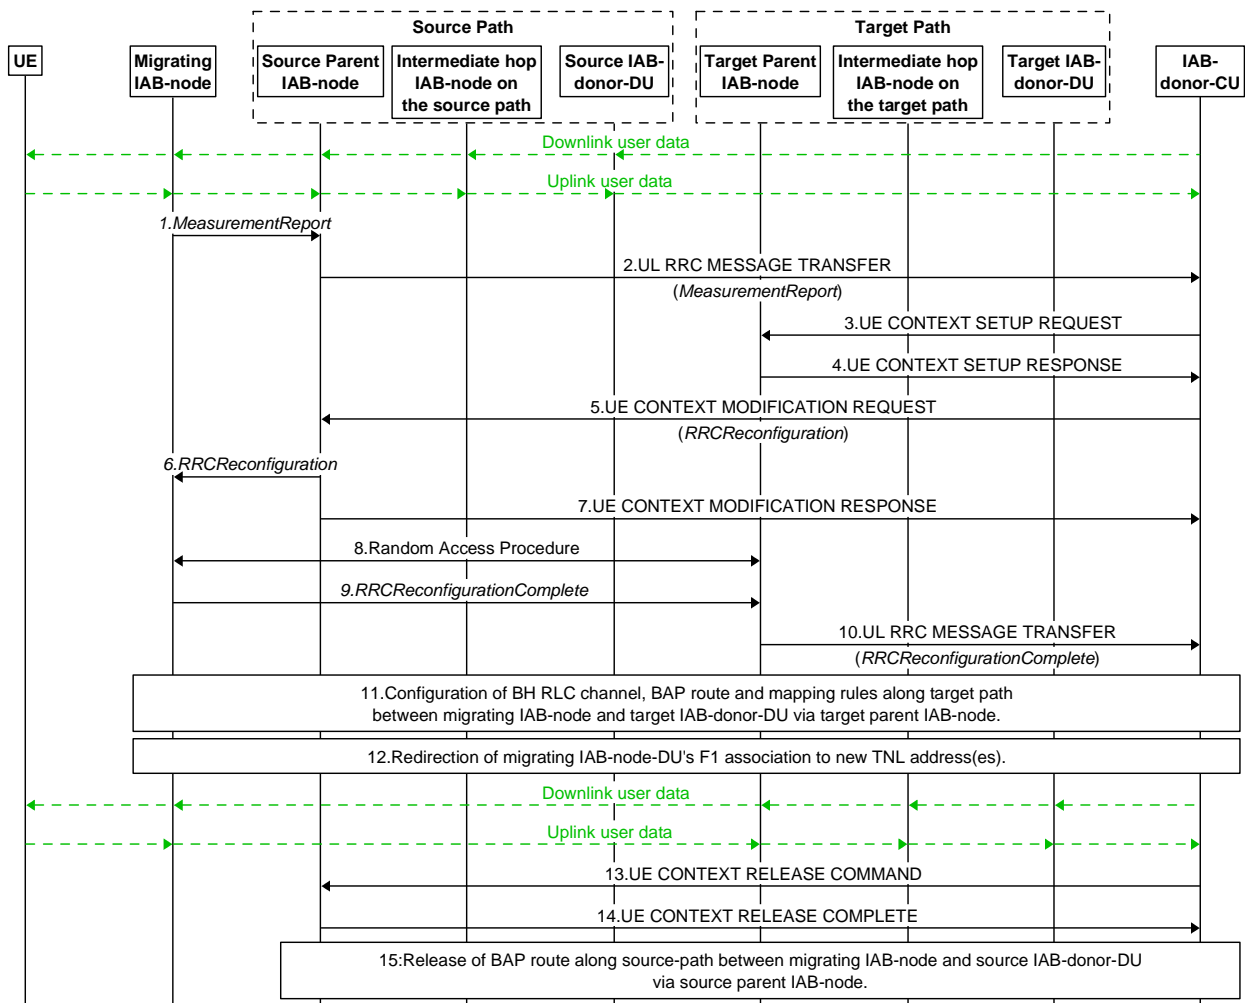 Source Path
Target Path
UE
Migrating
IAB-node
Source Parent
IAB-node
Intermediate hop
IAB-node on
the source path
Source IAB-
donor-DU
Target Parent
IAB-node
Intermediate hop
IAB-node on
the target path
Target IAB-
donor-DU
IAB-
donor-CU
Downlink user data
Uplink user data
1.MeasurementReport
2.UL RRC MESSAGE TRANSFER
(MeasurementReport)
3.UE CONTEXT SETUP REQUEST
4.UE CONTEXT SETUP RESPONSE
5.UE CONTEXT MODIFICATION REQUEST
(RRCReconfiguration)
6.RRCReconfiguration
7.UE CONTEXT MODIFICATION RESPONSE
8.Random Access Procedure
9.RRCReconfigurationComplete
10.UL RRC MESSAGE TRANSFER
(RRCReconfigurationComplete)
11.Configuration of BH RLC channel, BAP route and mapping rules along target path
between migrating IAB-node and target IAB-donor-DU via target parent IAB-node.
12.Redirection of migrating IAB-node-DU's F1 association to new TNL address(es).
Downlink user data
Uplink user data
13.UE CONTEXT RELEASE COMMAND
14.UE CONTEXT RELEASE COMPLETE
15:Release of BAP route along source-path between migrating IAB-node and source IAB-donor-DU
via source parent IAB-node.